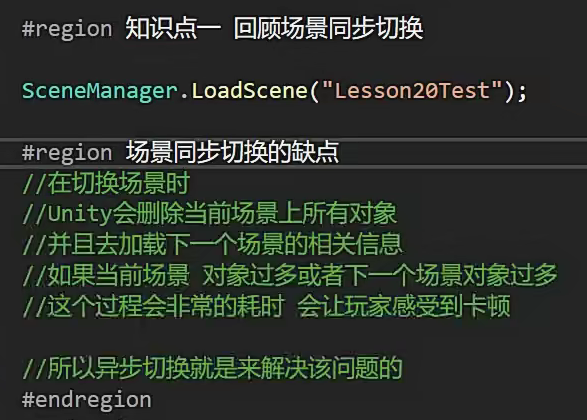 #region 知识点一 回顾场景同步切换
SceneManager.LoadScene("Lesson20Test");
#region 场景同步切换的缺点
//在切换场景时
//Unity会删除当前场景上所有对象
//并且去加载下一个场景的相关信息
//如果当前场景 对象过多或者下一个场景对象过多
//这个过程会非常的耗时 会让玩家感受到卡顿
//所以异步切换就是来解决该问题的
#endregion